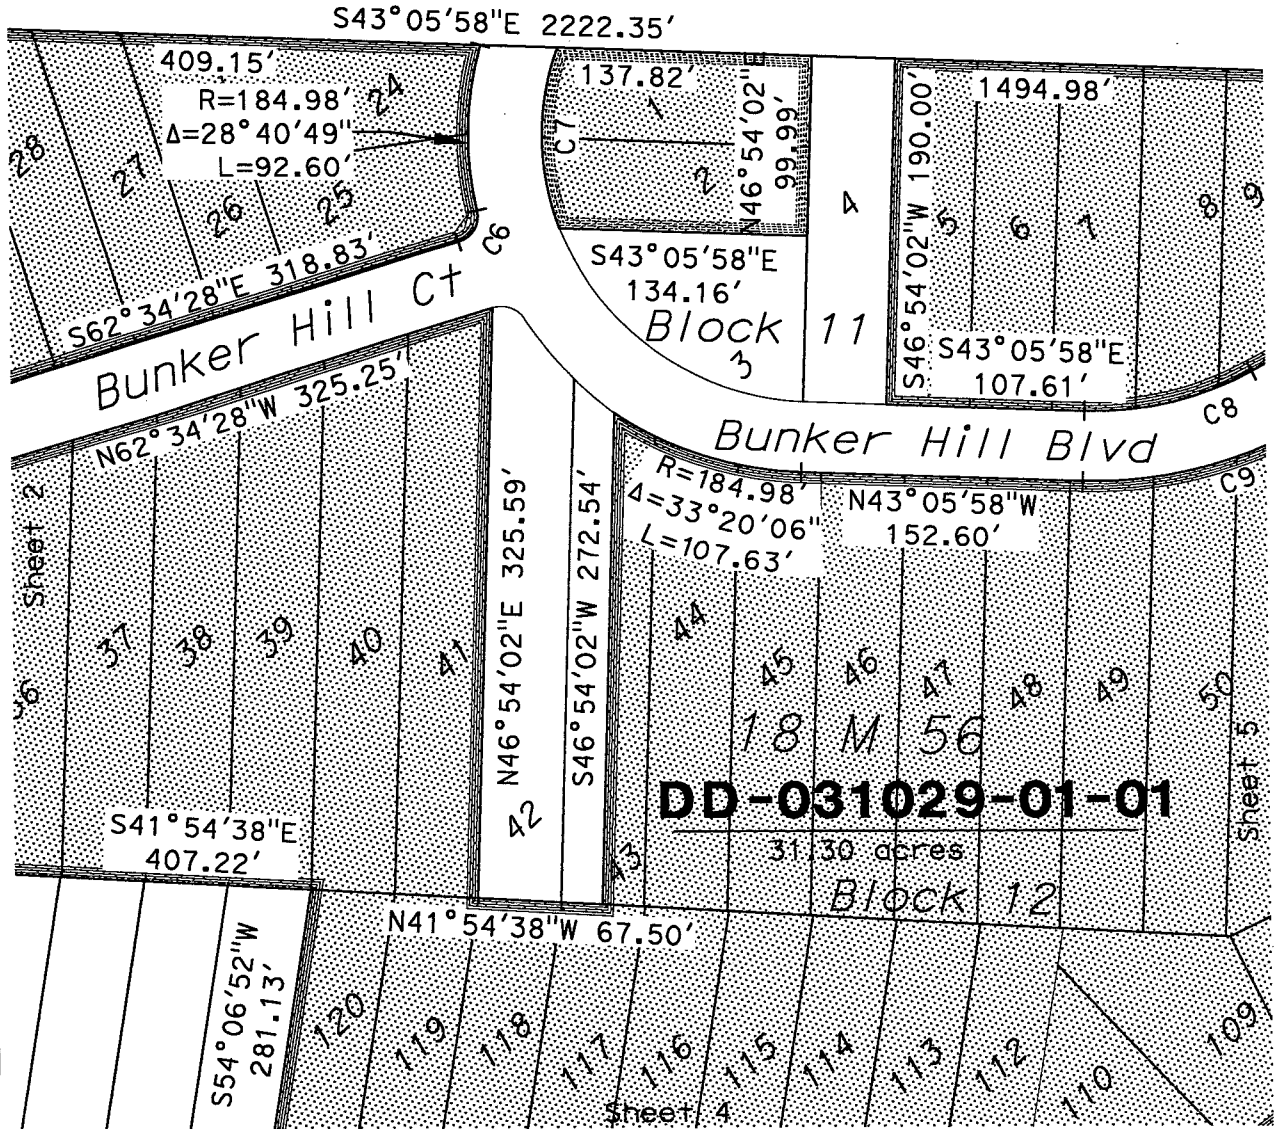 S43°05'58"E 2222.35'
409.15'
R=184.98'
Δ=28°40'49"
L=92.60'
24
28
27
26
25
137.82'
1
C7
2
N46°54'02"E
99.99'
4
1494.98'
S46°54'02"W 190.00'
5
6
7
8
9
C6
S62°34'28"E 318.83'
Bunker Hill Ct
N62°34'28"W 325.25'
S43°05'58"E
134.16'
Block 11
3
S43°05'58"E
107.61'
C8
Bunker Hill Blvd
C9
R=184.98'
Δ=33°20'06"
L=107.63'
N43°05'58"W
152.60'
Sheet 2
N46°54'02"E 325.59'
S46°54'02"W 272.54'
36
37
38
39
40
41
42
43
44
45
46
47
48
49
50
18 M 56
DD-031029-01-01
31.30 acres
Block 12
Sheet 5
S41°54'38"E
407.22'
N41°54'38"W 67.50'
S54°06'52"W
281.13'
120
119
118
117
116
115
114
113
112
110
109
Sheet 4